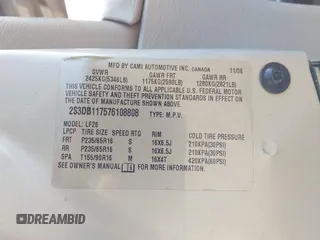 MFD BY CAMI AUTOMOTIVE INC. CANADA 11/06
GVWR GAWR FRT GAWR RR
2425KG(5346LB) 1175KG(2590LB) 1280KG(2821LB)
THIS VEHICLE CONFORMS TO ALL APPLICABLE U.S. FEDERAL MOTOR
VEHICLE SAFETY AND THEFT PREVENTION STANDARDS IN EFFECT
ON THE DATE OF MANUFACTURE SHOWN ABOVE.
2S3DB117576108808 TYPE: M.P.V.
MODEL: LF26
LPCP TIRE SIZE SPEED RTG RIM COLD TIRE PRESSURE
FRT P235/65R16 S 16X6.5J 210KPA(30PSI)
RR P235/65R16 S 16X6.5J 210KPA(30PSI)
SPA T155/90R16 M 16X4T 420KPA(60PSI)
SEE OWNER'S MANUAL FOR
DREAMBID
DREAMBID.COM